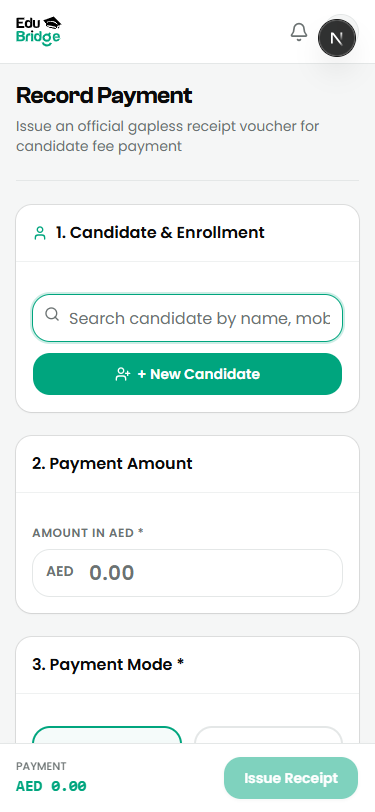 Edu
Bridge
N
Record Payment
Issue an official gapless receipt voucher for
candidate fee payment
1. Candidate & Enrollment
Search candidate by name, mob
+ New Candidate
2. Payment Amount
AMOUNT IN AED *
AED 0.00
3. Payment Mode *
PAYMENT
AED 0.00
Issue Receipt